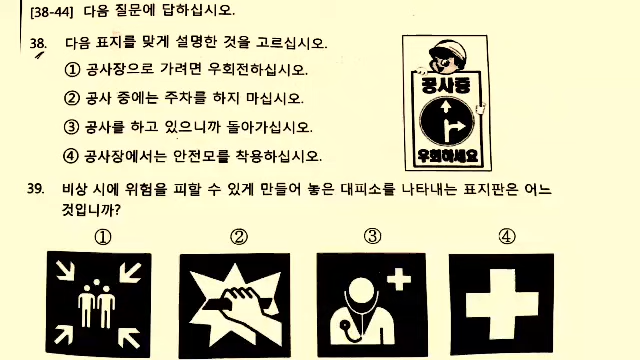 [38-44] 다음 질문에 답하십시오.
38. 다음 표지를 맞게 설명한 것을 고르십시오.
① 공사장으로 가려면 우회전하십시오.
② 공사 중에는 주차를 하지 마십시오.
③ 공사를 하고 있으니까 돌아가십시오.
④ 공사장에서는 안전모를 착용하십시오.
공사중
우회하세요
39. 비상 시에 위험을 피할 수 있게 만들어 놓은 대피소를 나타내는 표지판은 어느
것입니까?
① ② ③ ④